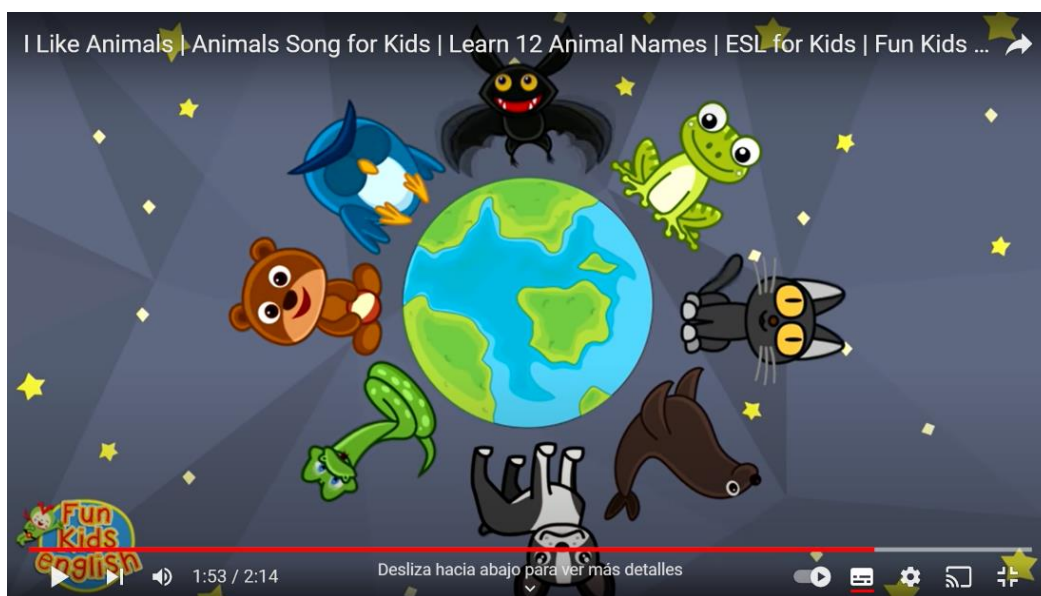 I Like Animals | Animals Song for Kids | Learn 12 Animal Names | ESL for Kids | Fun Kids ...
Fun
Kids
english
1:53 / 2:14
Desliza hacia abajo para ver más detalles